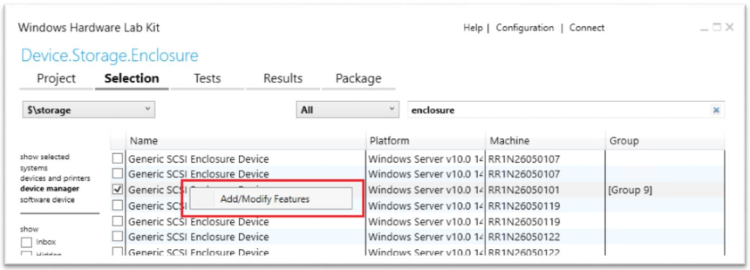 Windows Hardware Lab Kit
Help | Configuration | Connect
Device.Storage.Enclosure
Project Selection Tests Results Package
$\storage All enclosure
Name Platform Machine Group
show selected
systems
devices and printers
device manager
software device
show
Inbox
Hidden
Generic SCSI Enclosure Device Windows Server v10.0 14 RR1N26050107
Generic SCSI Enclosure Device Windows Server v10.0 14 RR1N26050107
Generic SCSI Enclosure Device Windows Server v10.0 14 RR1N26050101 [Group 9]
Add/Modify Features
Generic SC Windows Server v10.0 14 RR1N26050119
Generic SCSI Enclosure Device Windows Server v10.0 14 RR1N26050119
Generic SCSI Enclosure Device Windows Server v10.0 14 RR1N26050122
Generic SCSI Enclosure Device Windows Server v10.0 14 RR1N26050122